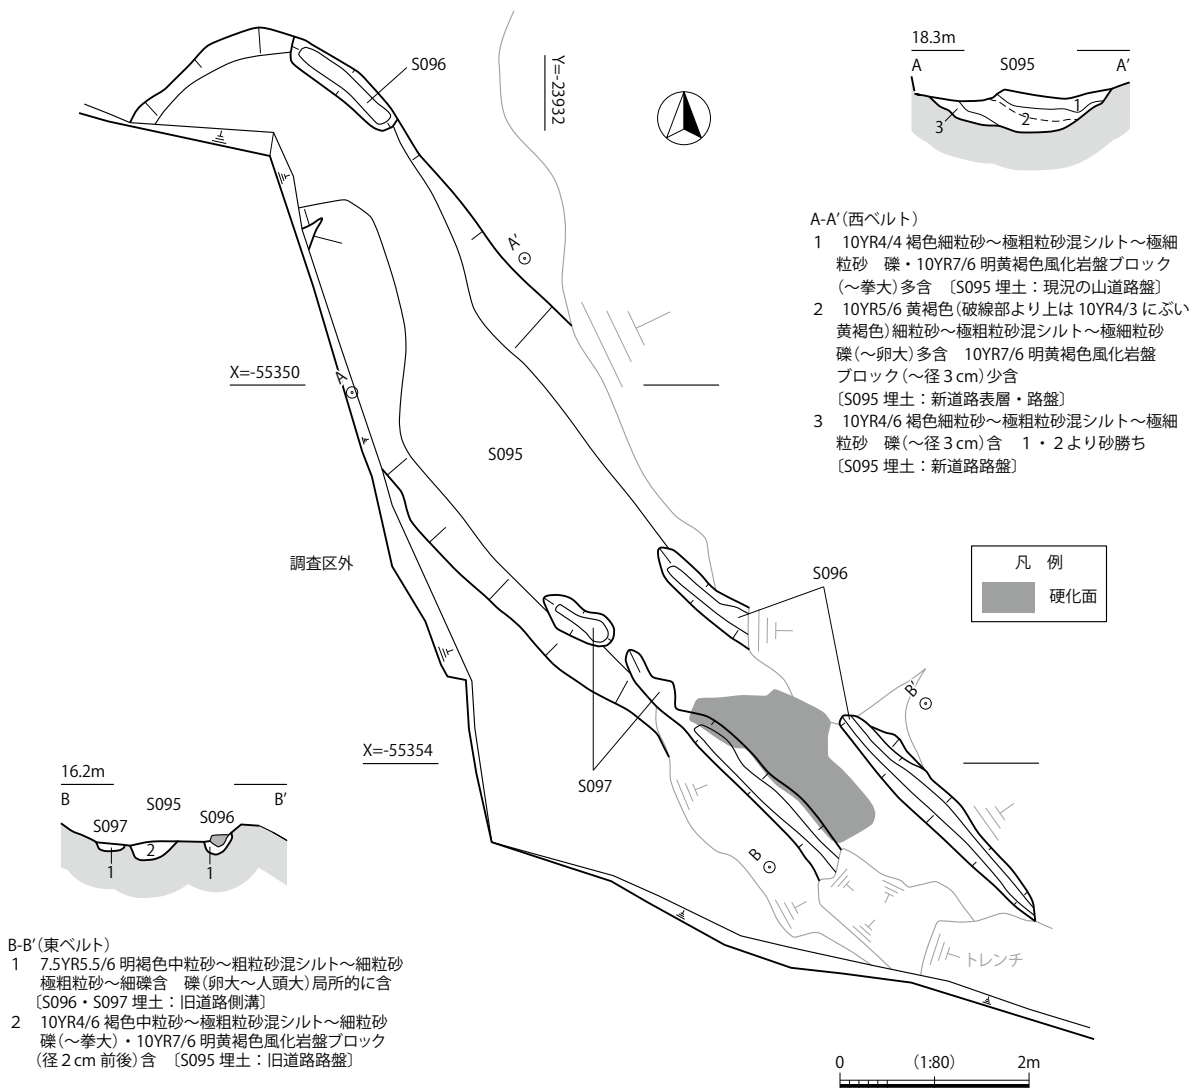 S096
Y=-23932
18.3m
A
S095
A'
1
2
3
A-A'(西ベルト)
1 10YR4/4 褐色細粒砂～極粗粒砂混シルト～極細
粒砂 礫・10YR7/6 明黄褐色風化岩盤ブロック
(～拳大)多含 〔S095 埋土：現況の山道路盤〕
2 10YR5/6 黄褐色(破線部より上は 10YR4/3 にぶい
黄褐色)細粒砂～極粗粒砂混シルト～極細粒砂
礫(～卵大)多含 10YR7/6 明黄褐色風化岩盤
ブロック(～径３cm)少含
〔S095 埋土：新道路表層・路盤〕
3 10YR4/6 褐色細粒砂～極粗粒砂混シルト～極細
粒砂 礫(～径３cm)含 1・2より砂勝ち
〔S095 埋土：新道路路盤〕
A'
X=-55350
A
S095
調査区外
凡 例
硬化面
S096
B'
X=-55354
S097
B
トレンチ
16.2m
B
S095
B'
S097
S096
2
1
1
B-B'(東ベルト)
1 7.5YR5.5/6 明褐色中粒砂～粗粒砂混シルト～細粒砂
極粗粒砂～細礫含 礫(卵大～人頭大)局所的に含
〔S096・S097 埋土：旧道路側溝〕
2 10YR4/6 褐色中粒砂～極粗粒砂混シルト～細粒砂
礫(～拳大)・10YR7/6 明黄褐色風化岩盤ブロック
(径２cm 前後)含 〔S095 埋土：旧道路路盤〕
0 (1:80) 2m